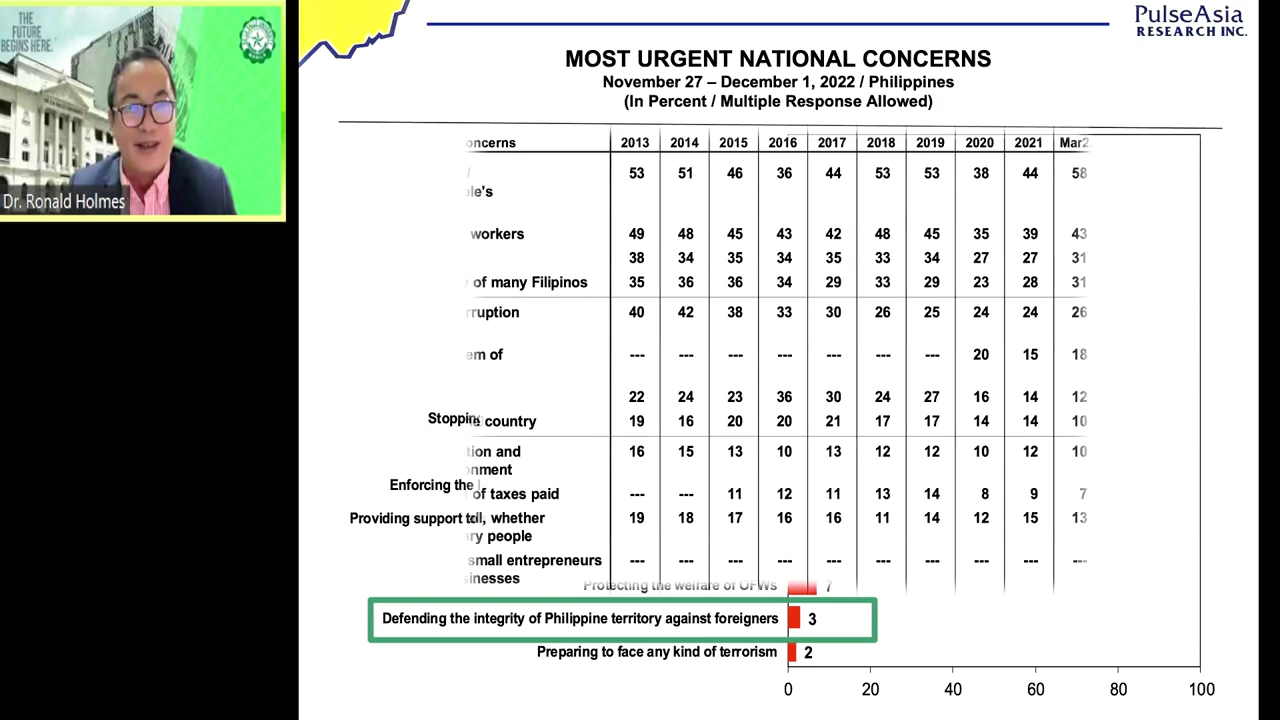 THE
FUTURE
BEGINS HERE.
Dr. Ronald Holmes
PulseAsia
RESEARCH INC.
MOST URGENT NATIONAL CONCERNS
November 27 – December 1, 2022 / Philippines
(In Percent / Multiple Response Allowed)
oncerns 2013 2014 2015 2016 2017 2018 2019 2020 2021 Mar2
/ 53 51 46 36 44 53 53 38 44 58
ple's
workers 49 48 45 43 42 48 45 35 39 43
38 34 35 34 35 33 34 27 27 31
y of many Filipinos 35 36 36 34 29 33 29 23 28 31
rruption 40 42 38 33 30 26 25 24 24 26
em of --- --- --- --- --- --- --- 20 15 18
22 24 23 36 30 24 27 16 14 12
Stopping
e country 19 16 20 20 21 17 17 14 14 10
tion and 16 15 13 10 13 12 12 10 12 10
onment
Enforcing the
of taxes paid --- --- 11 12 11 13 14 8 9 7
Providing support to
ll, whether 19 18 17 16 16 11 14 12 15 13
ry people
small entrepreneurs --- --- --- --- --- --- --- --- --- ---
inesses
Protecting the welfare of OFWs 7
Defending the integrity of Philippine territory against foreigners 3
Preparing to face any kind of terrorism 2
0 20 40 60 80 100